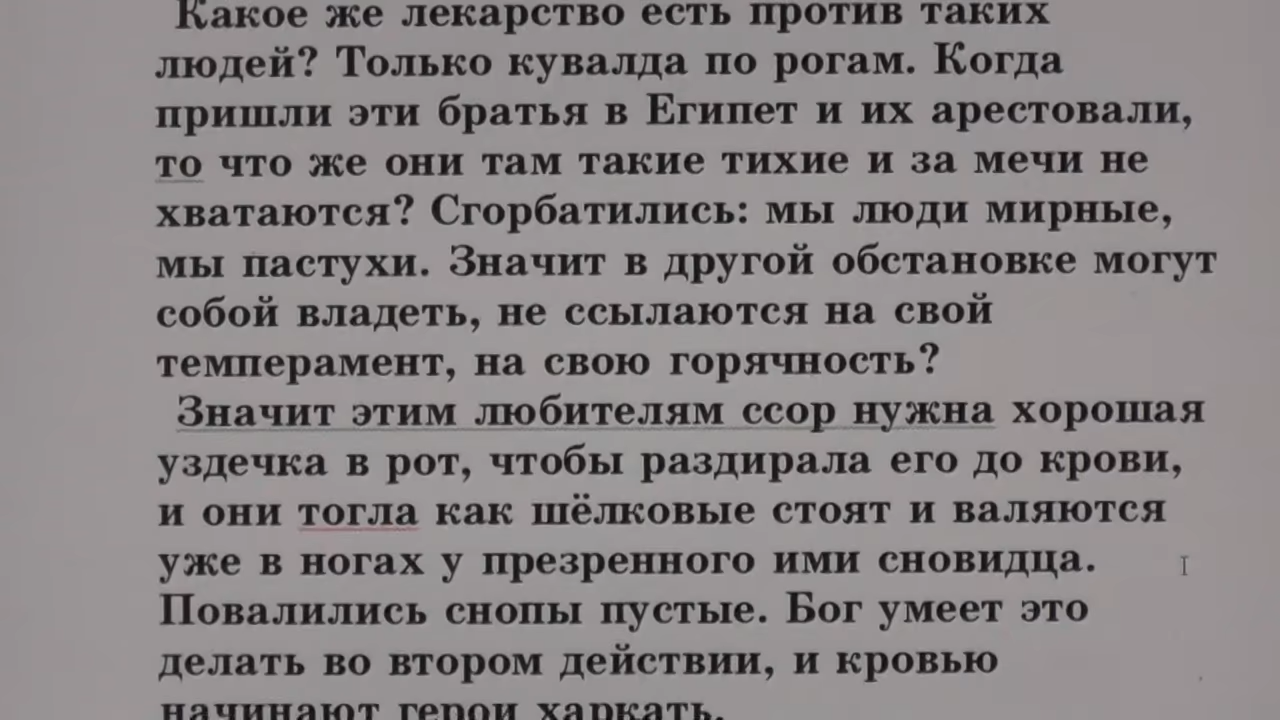 Какое же лекарство есть против таких
людей? Только кувалда по рогам. Когда
пришли эти братья в Египет и их арестовали,
то что же они там такие тихие и за мечи не
хватаются? Сгорбатились: мы люди мирные,
мы пастухи. Значит в другой обстановке могут
собой владеть, не ссылаются на свой
темперамент, на свою горячность?
Значит этим любителям ссор нужна хорошая
уздечка в рот, чтобы раздирала его до крови,
и они тогла как шёлковые стоят и валяются
уже в ногах у презренного ими сновидца.
Повалились снопы пустые. Бог умеет это
делать во втором действии, и кровью
начинают герои харкать.